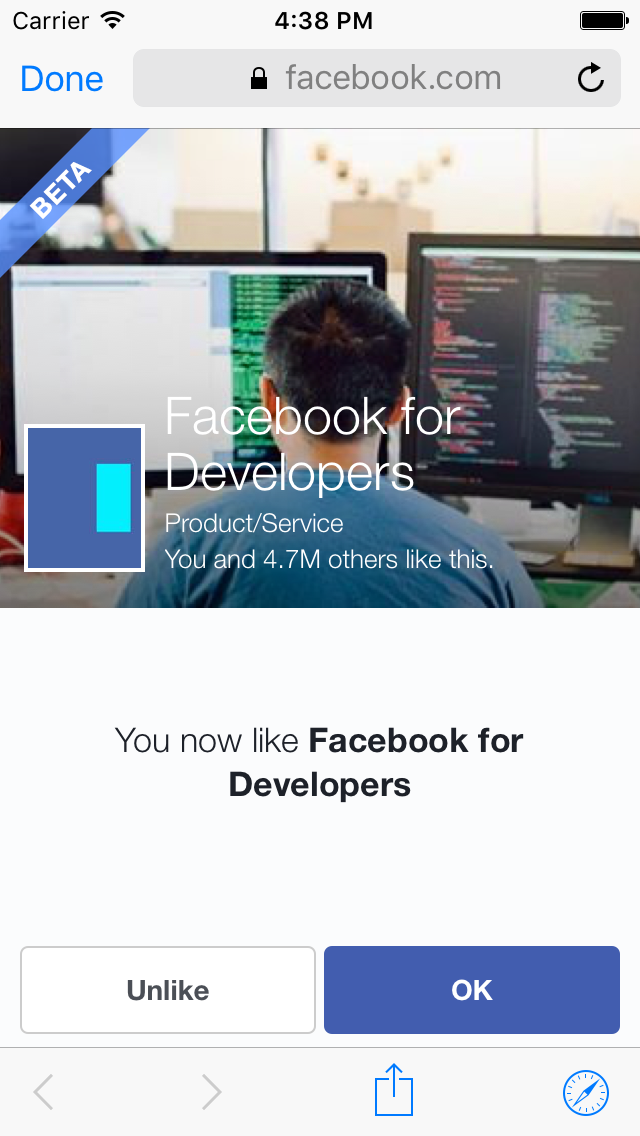 Carrier 4:38 PM
Done facebook.com
BETA
Facebook for
Developers
Product/Service
You and 4.7M others like this.
You now like Facebook for
Developers
Unlike OK